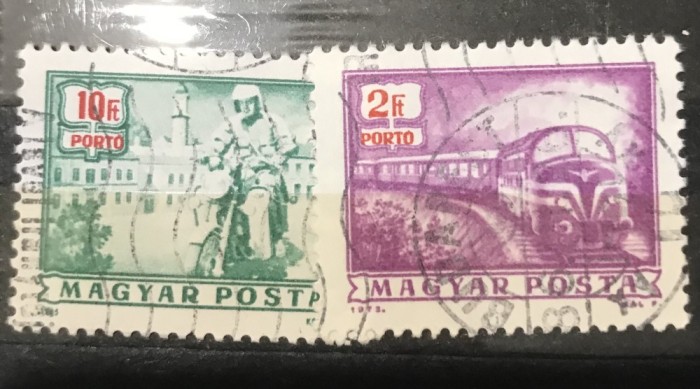 10Ft
PORTO
MAGYAR POSTA
2Ft
PORTO
MAGYAR POSTA
1973.